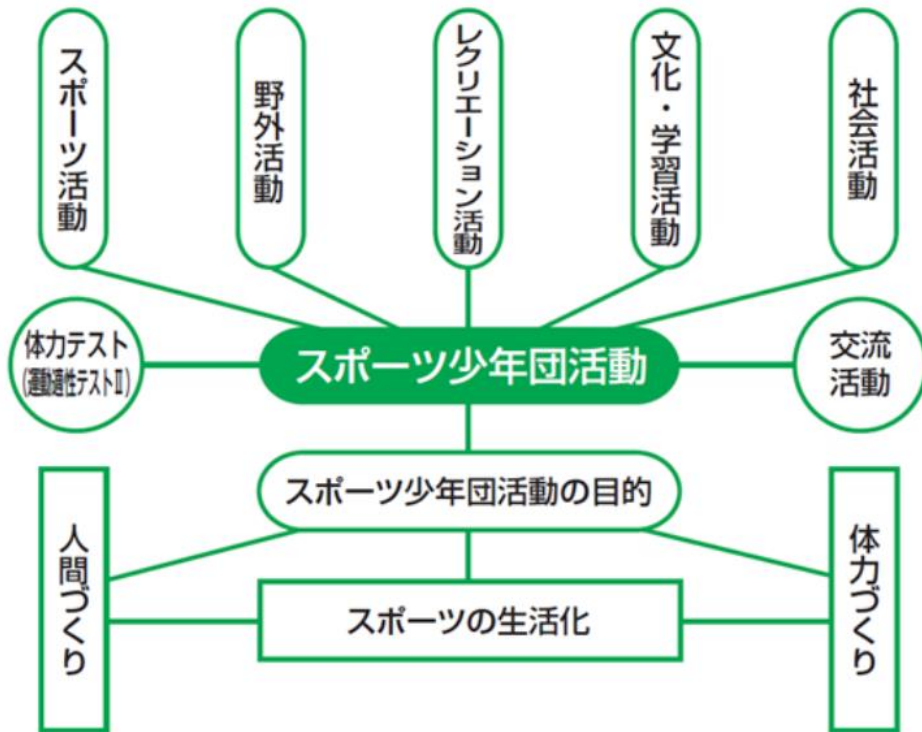 スポーツ活動
野外活動
レクリエーション活動
文化・学習活動
社会活動
体力テスト
(運動適性テストⅡ)
スポーツ少年団活動
交流
活動
スポーツ少年団活動の目的
人間づくり
スポーツの生活化
体力づくり